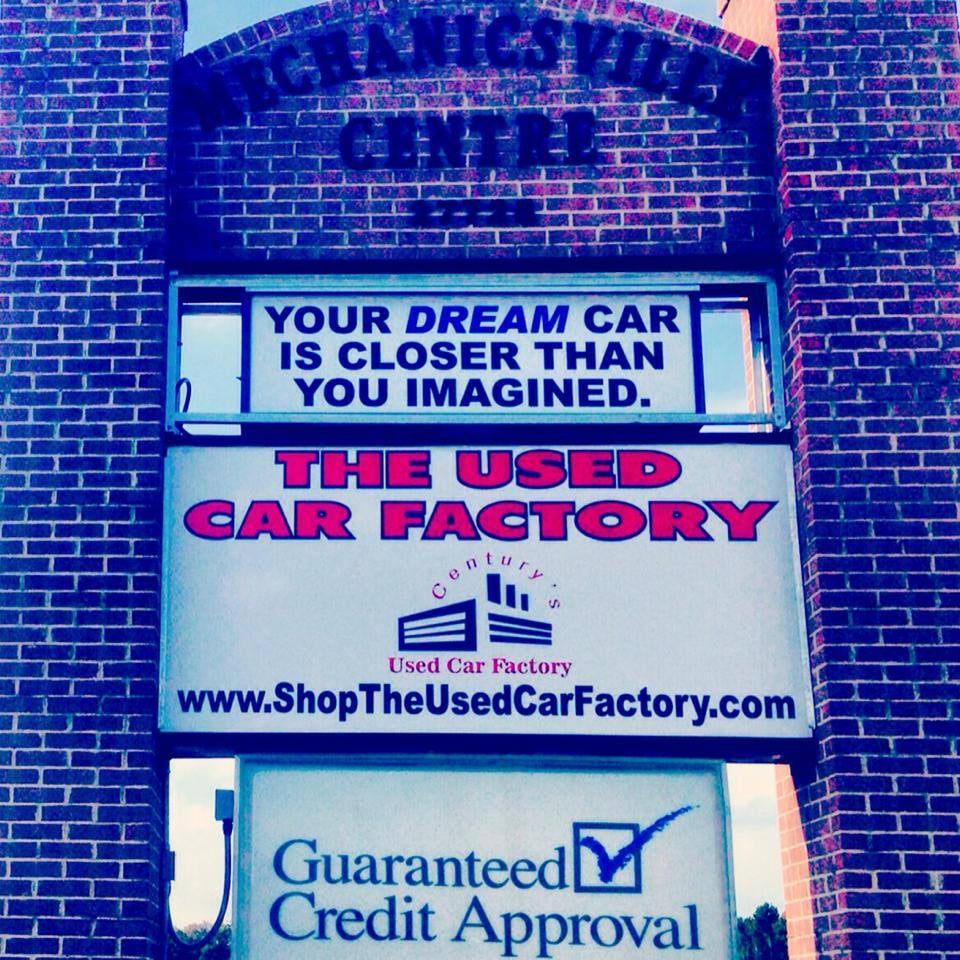 MECHANICSVILLE
CENTRE
YOUR DREAM CAR
IS CLOSER THAN
YOU IMAGINED.
THE USED
CAR FACTORY
Century's
Used Car Factory
www.ShopTheUsedCarFactory.com
Guaranteed
Credit Approval